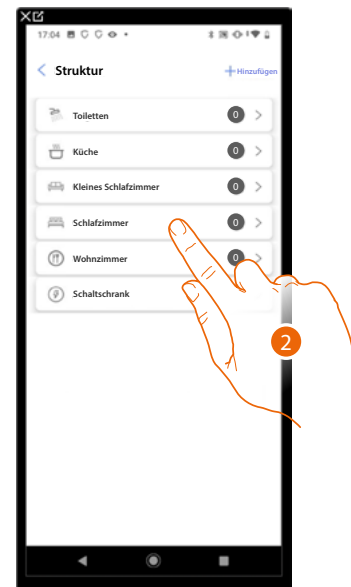 17:04
Struktur
Hinzufügen
Toiletten 0
Küche 0
Kleines Schlafzimmer 0
Schlafzimmer 0
Wohnzimmer 0
Schaltschrank
2